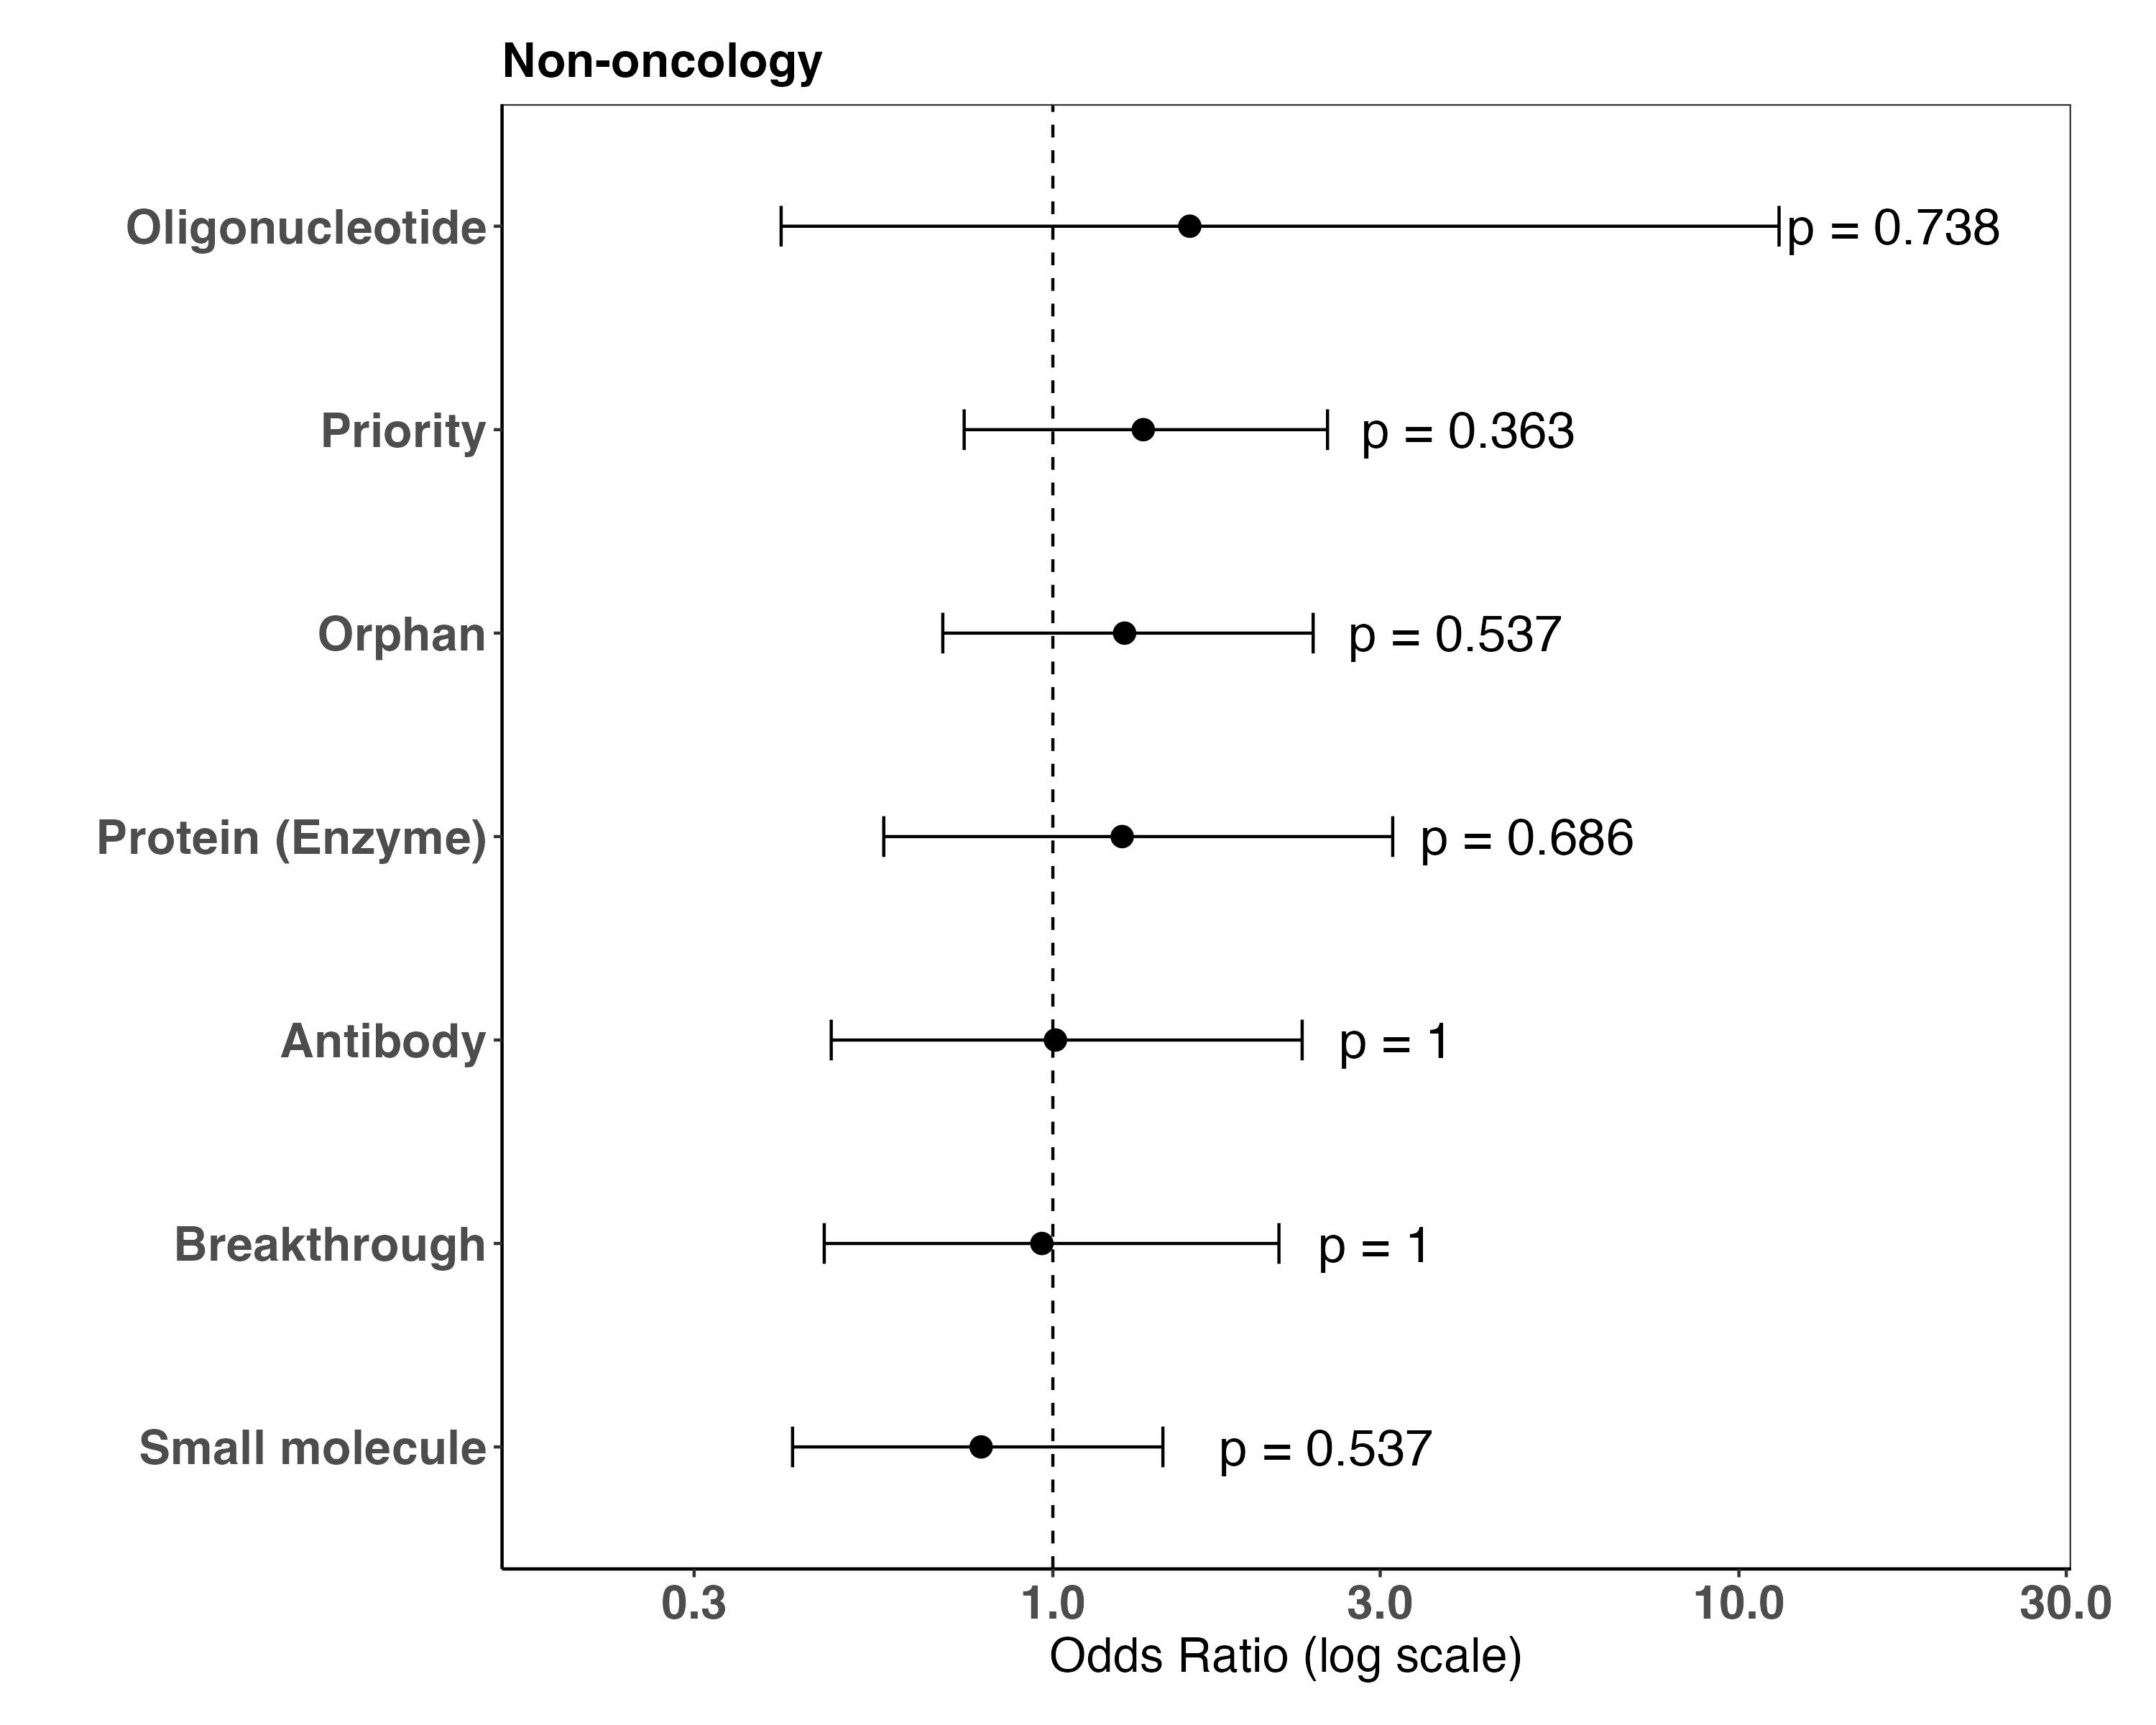 Non-oncology
Oligonucleotide
p = 0.738
Priority
p = 0.363
Orphan
p = 0.537
Protein (Enzyme)
p = 0.686
Antibody
p = 1
Breakthrough
p = 1
Small molecule
p = 0.537
0.3 1.0 3.0 10.0 30.0
Odds Ratio (log scale)